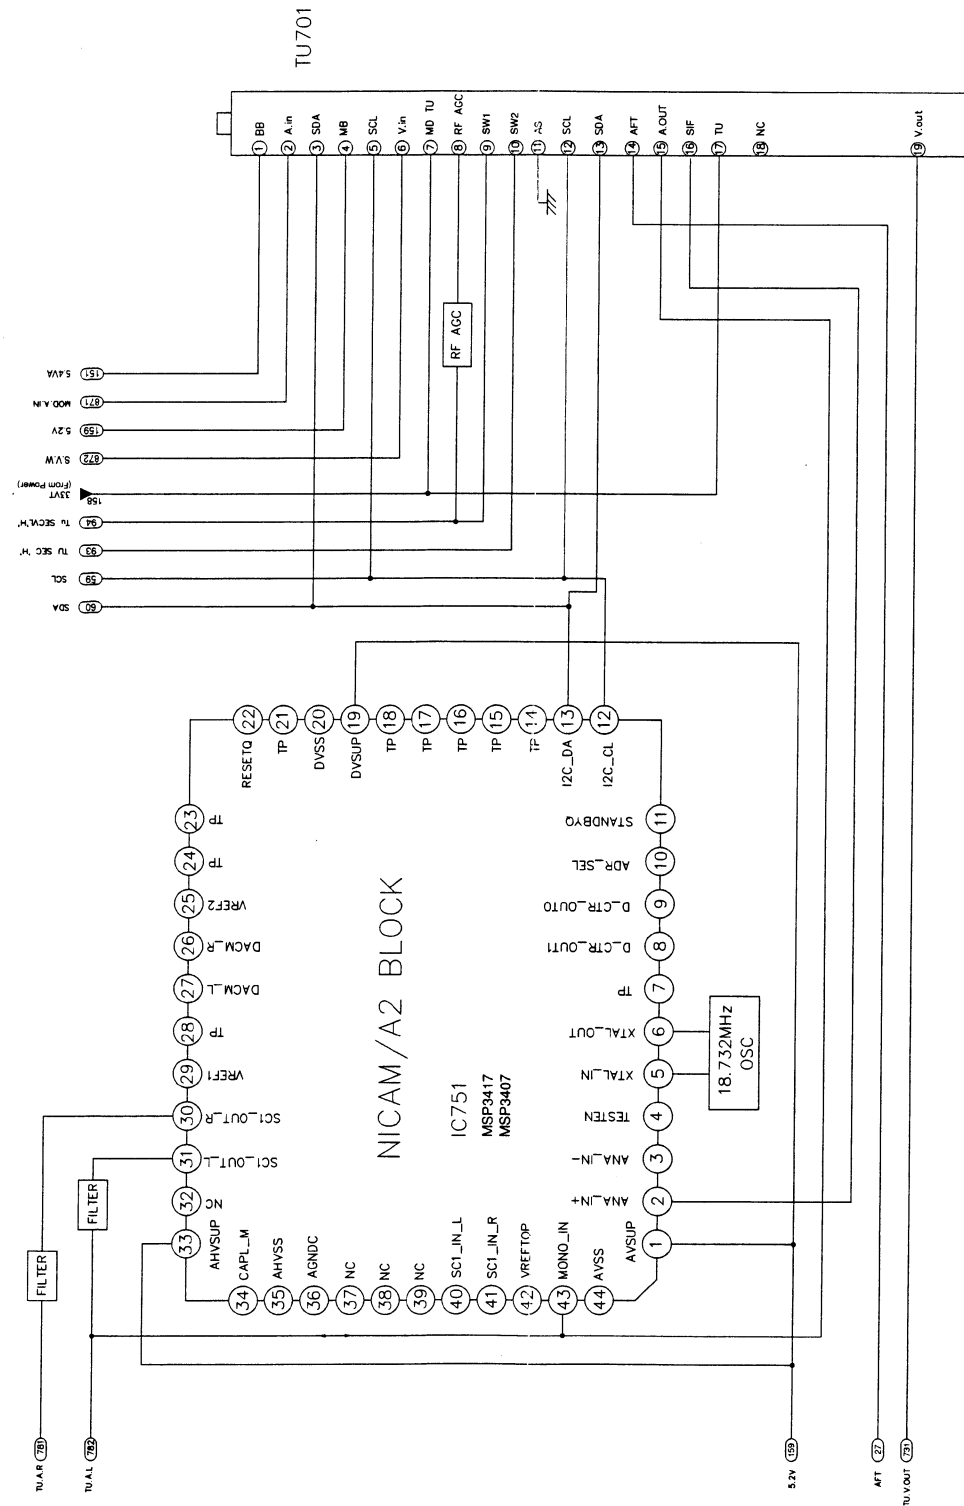 TU701
1 BB
2 A.in
3 SDA
4 MB
5 SCL
6 V.in
7 MD TU
8 RF AGC
9 SW1
10 SW2
11 AS
12 SCL
13 SDA
14 AFT
15 A.OUT
16 SIF
17 TU
18 NC
19 V.out
RF AGC
5.4VA 151
MOD.A.IN 871
5.2V 159
S.V.W 872
33VT
(From Power)
158
Tu SECVL'H' 94
TU SEC 'H' 93
SCL 59
SDA 60
RESETQ 22
TP 21
DVSS 20
DVSUP 19
TP 18
TP 17
TP 16
TP 15
TP 14
I2C_DA 13
I2C_CL 12
23 TP
24 TP
25 VREF2
26 DACM_R
27 DACM_L
28 TP
29 VREF1
30 SC1_OUT_R
31 SC1_OUT_L
32 NC
33 AHVSUP
NICAM/A2 BLOCK
IC751
MSP3417
MSP3407
STANDBYQ 11
ADR_SEL 10
D_CTR_OUT0 9
D_CTR_OUT1 8
TP 7
XTAL_OUT 6
XTAL_IN 5
TESTEN 4
ANA_IN- 3
ANA_IN+ 2
AVSUP 1
18.732MHz
OSC
34 CAPL_M
35 AHVSS
36 AGNDC
37 NC
38 NC
39 NC
40 SC1_IN_L
41 SC1_IN_R
42 VREFTOP
43 MONO_IN
44 AVSS
FILTER
FILTER
TU.A.R 781
TU.A.L 782
5.2V 159
AFT 27
TU.V.OUT 731